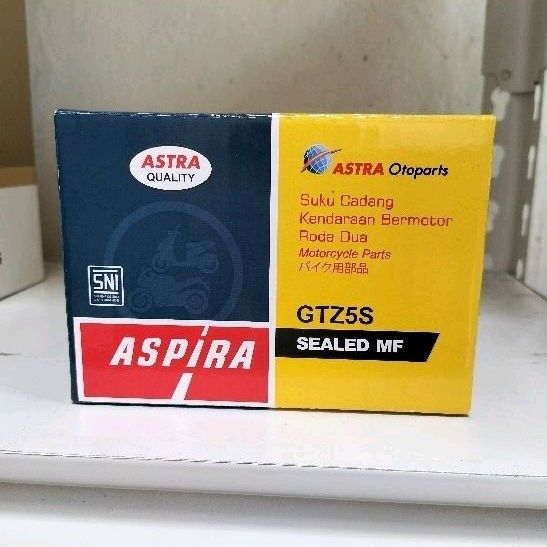 ASTRA
QUALITY
ASTRA Otoparts
Suku Cadang
Kendaraan Bermotor
Roda Dua
Motorcycle Parts
バイク用部品
SNI
GTZ5S
SEALED MF
ASPIRA